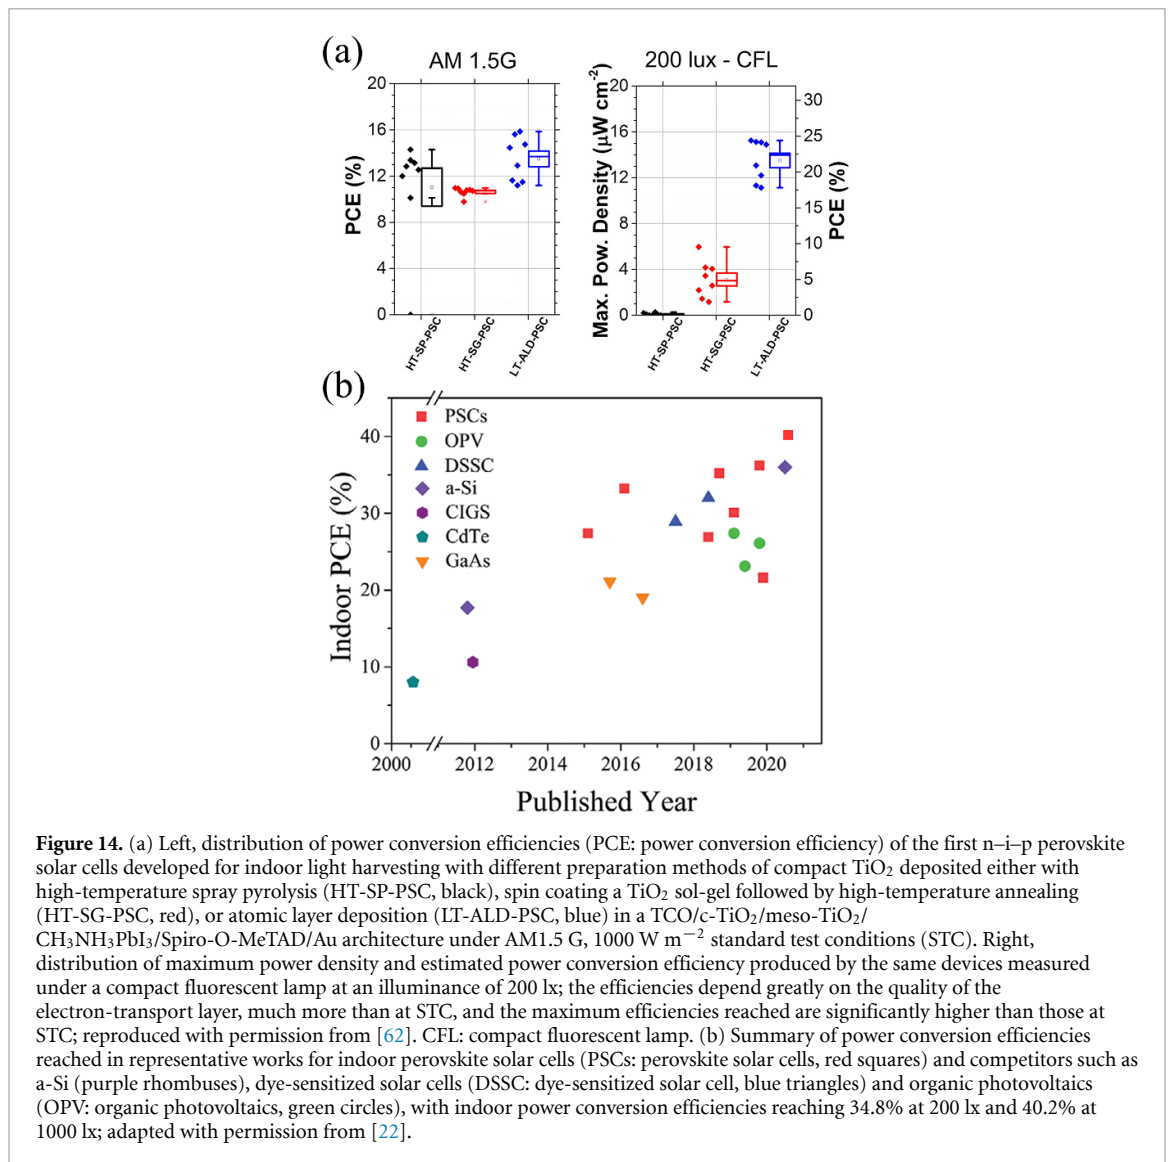 (a)
AM 1.5G
200 lux - CFL
PCE (%)
20
16
12
8
4
0
HT-SP-PSC
HT-SG-PSC
LT-ALD-PSC
Max. Pow. Density (µW cm-2)
20
16
12
8
4
0
30
25
20
15
10
5
0
PCE (%)
HT-SP-PSC
HT-SG-PSC
LT-ALD-PSC
(b)
PSCs
OPV
DSSC
a-Si
CIGS
CdTe
GaAs
Indoor PCE (%)
40
30
20
10
0
2000
2012
2014
2016
2018
2020
Published Year
Figure 14. (a) Left, distribution of power conversion efficiencies (PCE: power conversion efficiency) of the first n–i–p perovskite
solar cells developed for indoor light harvesting with different preparation methods of compact TiO2 deposited either with
high-temperature spray pyrolysis (HT-SP-PSC, black), spin coating a TiO2 sol-gel followed by high-temperature annealing
(HT-SG-PSC, red), or atomic layer deposition (LT-ALD-PSC, blue) in a TCO/c-TiO2/meso-TiO2/
CH3NH3PbI3/Spiro-O-MeTAD/Au architecture under AM1.5 G, 1000 W m−2 standard test conditions (STC). Right,
distribution of maximum power density and estimated power conversion efficiency produced by the same devices measured
under a compact fluorescent lamp at an illuminance of 200 lx; the efficiencies depend greatly on the quality of the
electron-transport layer, much more than at STC, and the maximum efficiencies reached are significantly higher than those at
STC; reproduced with permission from [62]. CFL: compact fluorescent lamp. (b) Summary of power conversion efficiencies
reached in representative works for indoor perovskite solar cells (PSCs: perovskite solar cells, red squares) and competitors such as
a-Si (purple rhombuses), dye-sensitized solar cells (DSSC: dye-sensitized solar cell, blue triangles) and organic photovoltaics
(OPV: organic photovoltaics, green circles), with indoor power conversion efficiencies reaching 34.8% at 200 lx and 40.2% at
1000 lx; adapted with permission from [22].